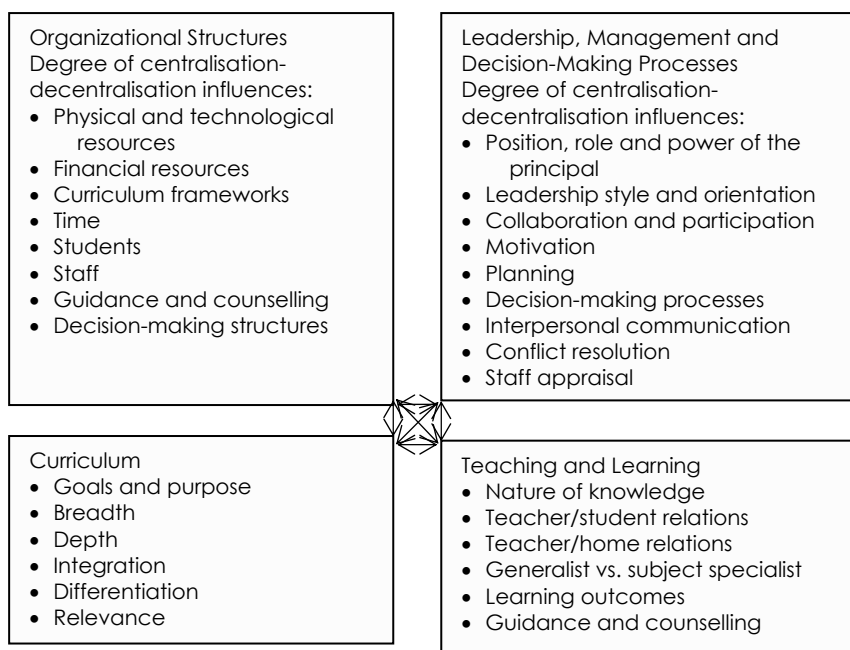 Organizational Structures
Degree of centralisation-
decentralisation influences:
• Physical and technological
resources
• Financial resources
• Curriculum frameworks
• Time
• Students
• Staff
• Guidance and counselling
• Decision-making structures
Leadership, Management and
Decision-Making Processes
Degree of centralisation-
decentralisation influences:
• Position, role and power of the
principal
• Leadership style and orientation
• Collaboration and participation
• Motivation
• Planning
• Decision-making processes
• Interpersonal communication
• Conflict resolution
• Staff appraisal
Curriculum
• Goals and purpose
• Breadth
• Depth
• Integration
• Differentiation
• Relevance
Teaching and Learning
• Nature of knowledge
• Teacher/student relations
• Teacher/home relations
• Generalist vs. subject specialist
• Learning outcomes
• Guidance and counselling